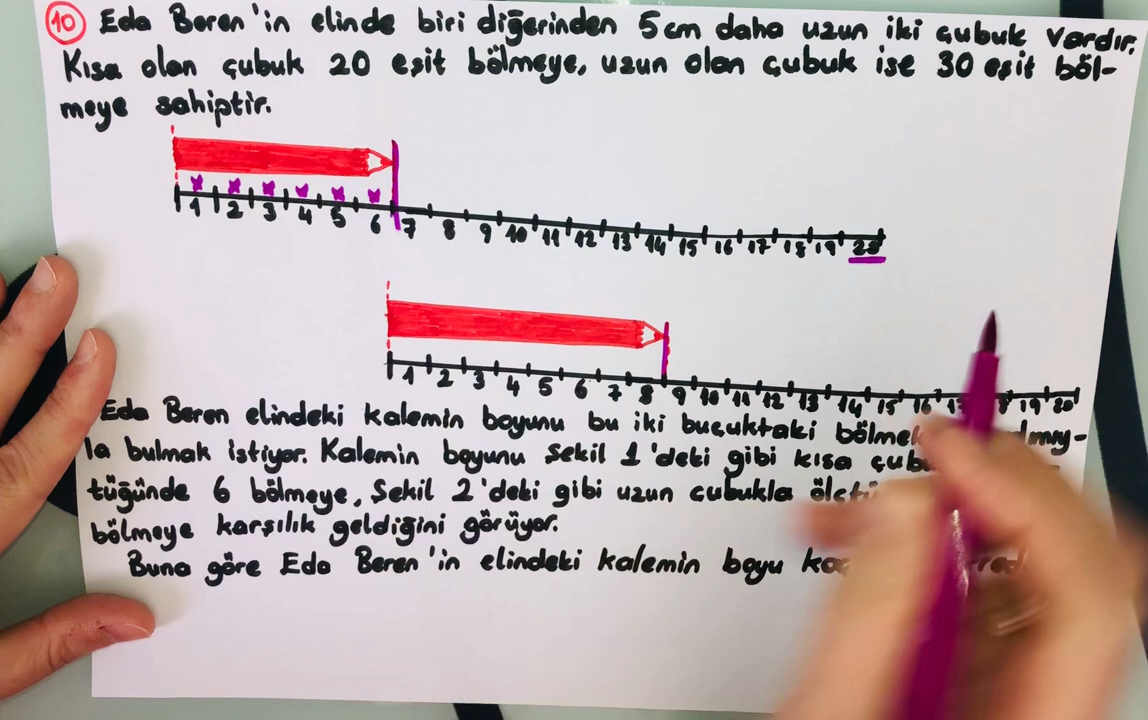 10 Eda Beren'in elinde biri diğerinden 5 cm daha uzun iki çubuk vardır.
Kısa olan çubuk 20 eşit bölmeye, uzun olan çubuk ise 30 eşit böl-
meye sahiptir.
1 2 3 4 5 6 7 8 9 10 11 12 13 14 15 16 17 18 19 20
1 2 3 4 5 6 7 8 9 10 11 12 13 14 15 16 19 20
Eda Beren elindeki kalemin boyunu bu iki bucuktaki
la bulmak istiyor. Kalemin boyunu Şekil 1'deki gibi kısa
tüğünde 6 bölmeye, Şekil 2'deki gibi uzun çubukla
bölmeye karşılık geldiğini görüyor.
Buna göre Eda Beren'in elindeki kalemin boyu